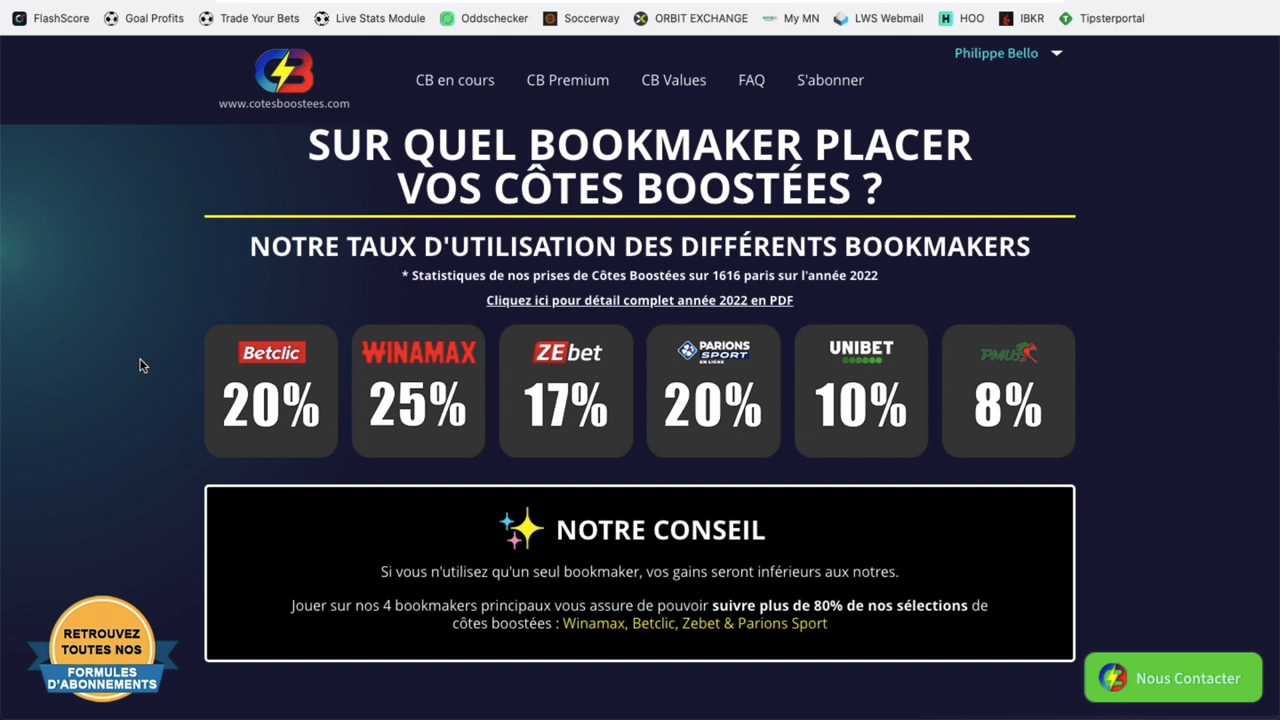 FlashScore Goal Profits Trade Your Bets Live Stats Module Oddschecker Soccerway ORBIT EXCHANGE My MN LWS Webmail HOO IBKR Tipsterportal
Philippe Bello
CB
www.cotesboostees.com
CB en cours CB Premium CB Values FAQ S'abonner
SUR QUEL BOOKMAKER PLACER
VOS CÔTES BOOSTÉES ?
NOTRE TAUX D'UTILISATION DES DIFFÉRENTS BOOKMAKERS
* Statistiques de nos prises de Côtes Boostées sur 1616 paris sur l'année 2022
Cliquez ici pour détail complet année 2022 en PDF
Betclic
20%
WINAMAX
25%
ZEbet
17%
PARIONS
SPORT
EN LIGNE
20%
UNIBET
10%
PMU
8%
NOTRE CONSEIL
Si vous n'utilisez qu'un seul bookmaker, vos gains seront inférieurs aux notres.
Jouer sur nos 4 bookmakers principaux vous assure de pouvoir suivre plus de 80% de nos sélections de
côtes boostées : Winamax, Betclic, Zebet & Parions Sport
RETROUVEZ
TOUTES NOS
FORMULES
D'ABONNEMENTS
Nous Contacter